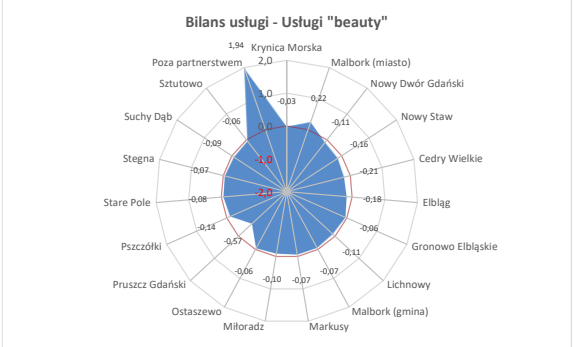 Bilans usługi - Usługi "beauty"
1,94
Krynica Morska
Poza partnerstwem
2,0
Malbork (miasto)
Sztutowo
Nowy Dwór Gdański
1,0
-0,03
0,22
Suchy Dąb
-0,06
-0,11
Nowy Staw
0,0
-0,09
-0,16
Stegna
-1,0
Cedry Wielkie
-0,07
-0,21
Stare Pole
-0,08
-2,0
-0,18
Elbląg
-0,14
-0,06
Pszczółki
Gronowo Elbląskie
-0,57
-0,11
Pruszcz Gdański
-0,06
-0,07
Lichnowy
-0,10
-0,07
Ostaszewo
Malbork (gmina)
Miłoradz
Markusy